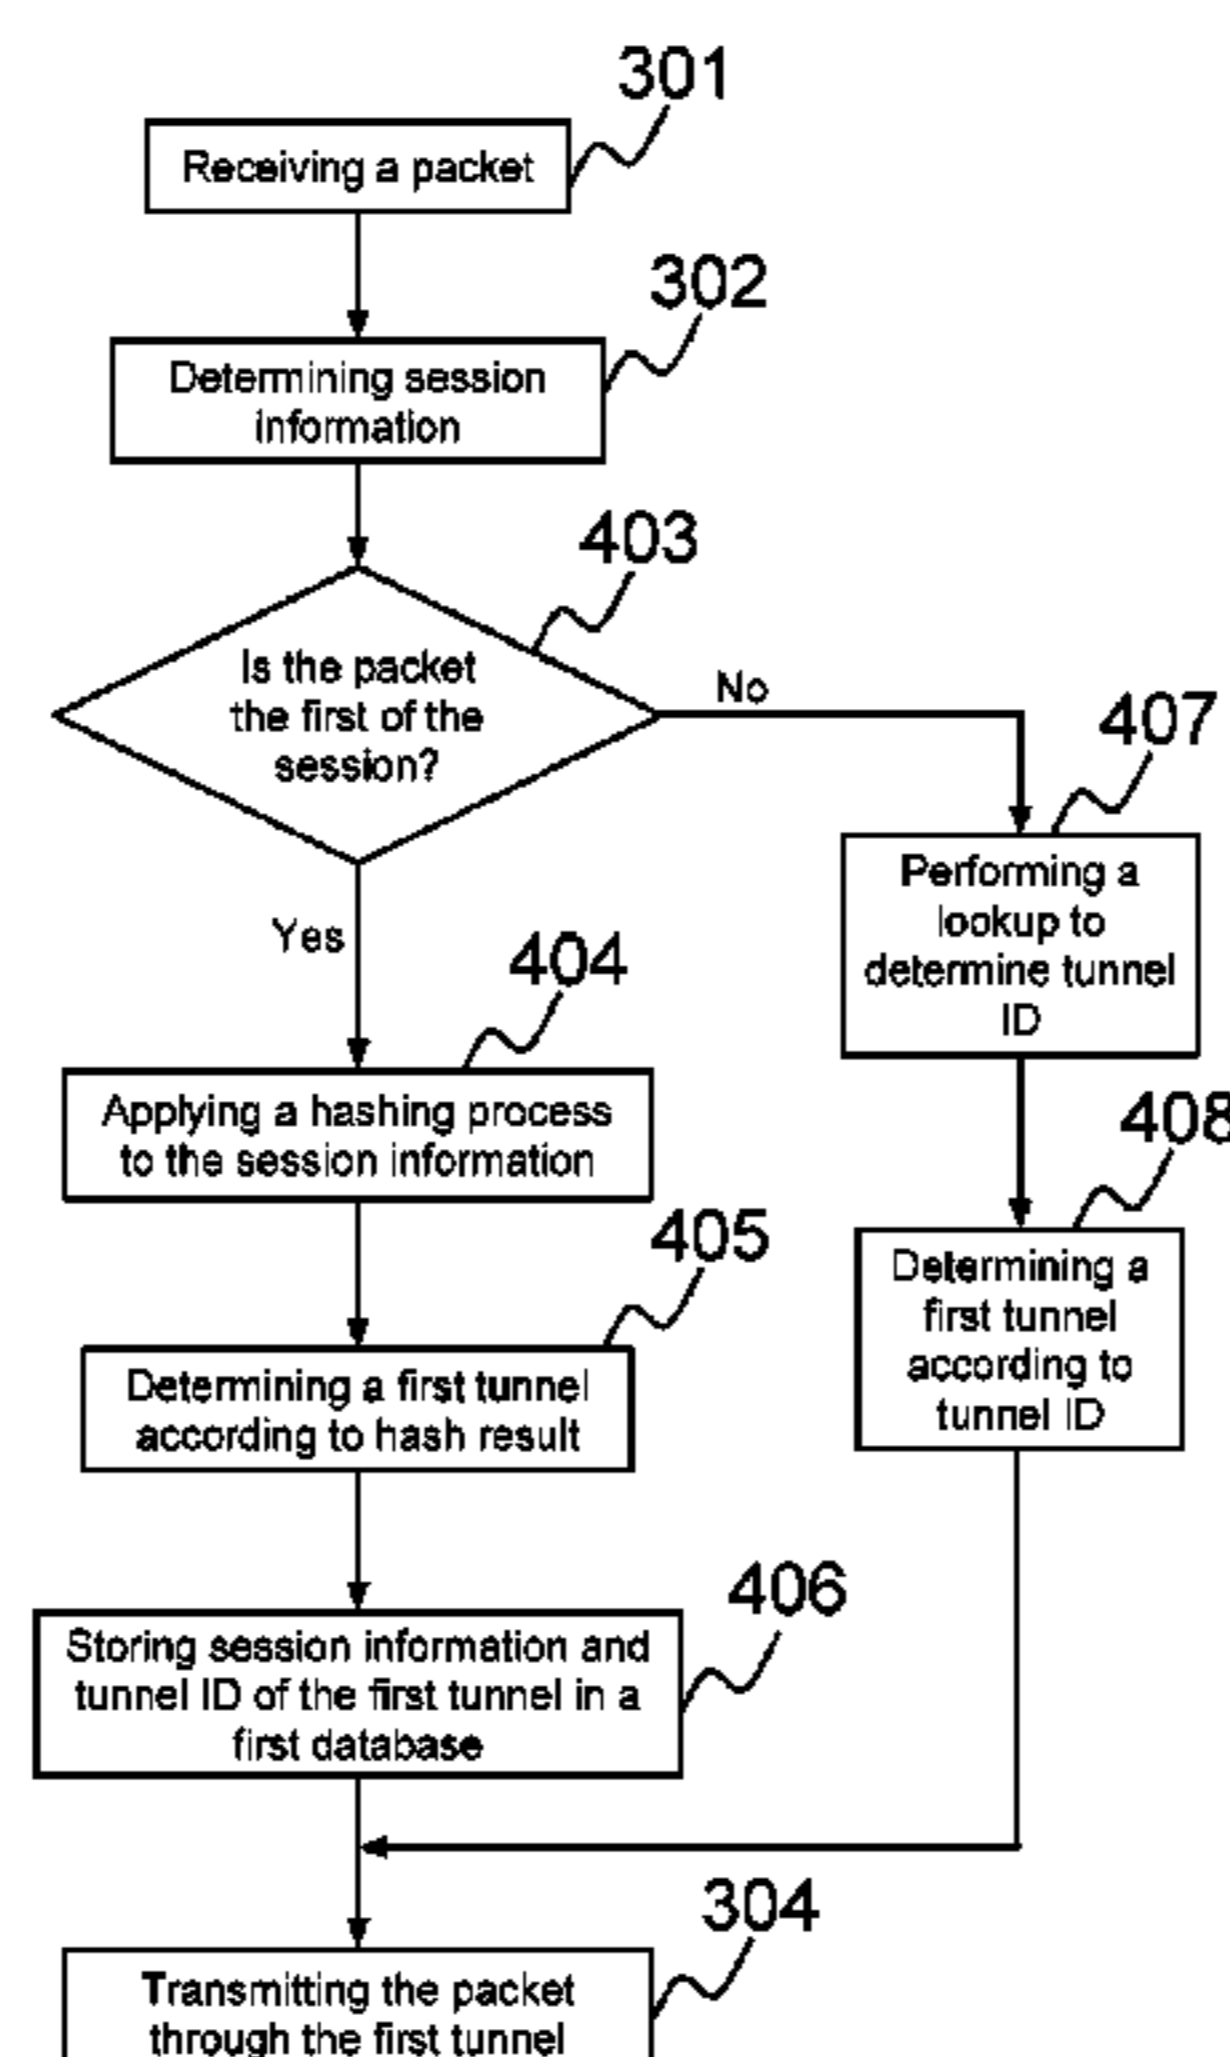 301
Receiving a packet
302
Determining session
information
403
Is the packet
the first of the
session?
No
407
Performing a
lookup to
determine tunnel
ID
Yes
404
Applying a hashing process
to the session information
408
Determining a
first tunnel
according to
tunnel ID
405
Determining a first tunnel
according to hash result
406
Storing session information and
tunnel ID of the first tunnel in a
first database
304
Transmitting the packet
through the first tunnel